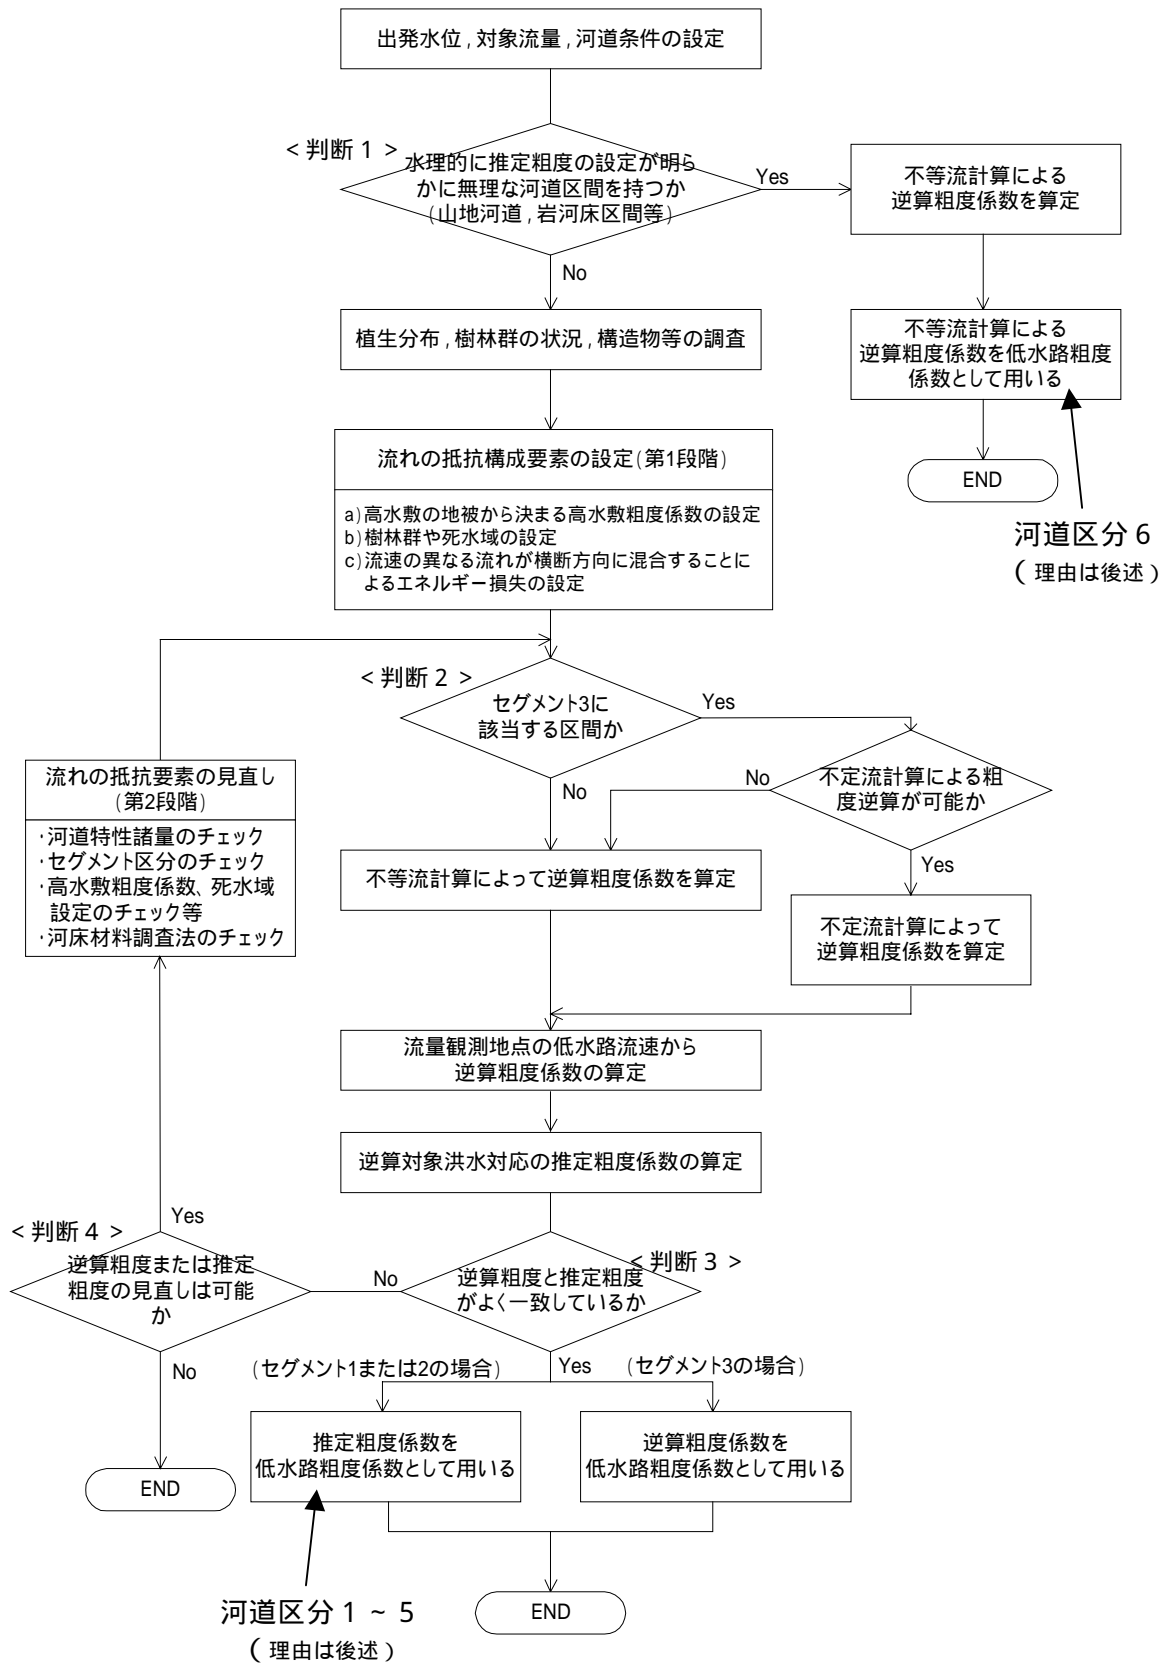 出発水位,対象流量,河道条件の設定
<判断1>
水理的に推定粗度の設定が明ら
かに無理な河道区間を持つか
(山地河道,岩河床区間等)
Yes
不等流計算による
逆算粗度係数を算定
No
植生分布,樹林群の状況,構造物等の調査
不等流計算による
逆算粗度係数を低水路粗度
係数として用いる
END
河道区分6
(理由は後述)
流れの抵抗構成要素の設定(第1段階)
a)高水敷の地被から決まる高水敷粗度係数の設定
b)樹林群や死水域の設定
c)流速の異なる流れが横断方向に混合することに
よるエネルギー損失の設定
<判断2>
セグメント3に
該当する区間か
Yes
No
不定流計算による粗
度逆算が可能か
No
Yes
流れの抵抗要素の見直し
(第2段階)
・河道特性諸量のチェック
・セグメント区分のチェック
・高水敷粗度係数、死水域
設定のチェック等
・河床材料調査法のチェック
不等流計算によって逆算粗度係数を算定
不定流計算によって
逆算粗度係数を算定
流量観測地点の低水路流速から
逆算粗度係数の算定
逆算対象洪水対応の推定粗度係数の算定
<判断4>
Yes
逆算粗度または推定
粗度の見直しは可能
か
No
No
<判断3>
逆算粗度と推定粗度
がよく一致しているか
(セグメント1または2の場合)
Yes
(セグメント3の場合)
END
推定粗度係数を
低水路粗度係数として用いる
逆算粗度係数を
低水路粗度係数として用いる
河道区分1~5
(理由は後述)
END